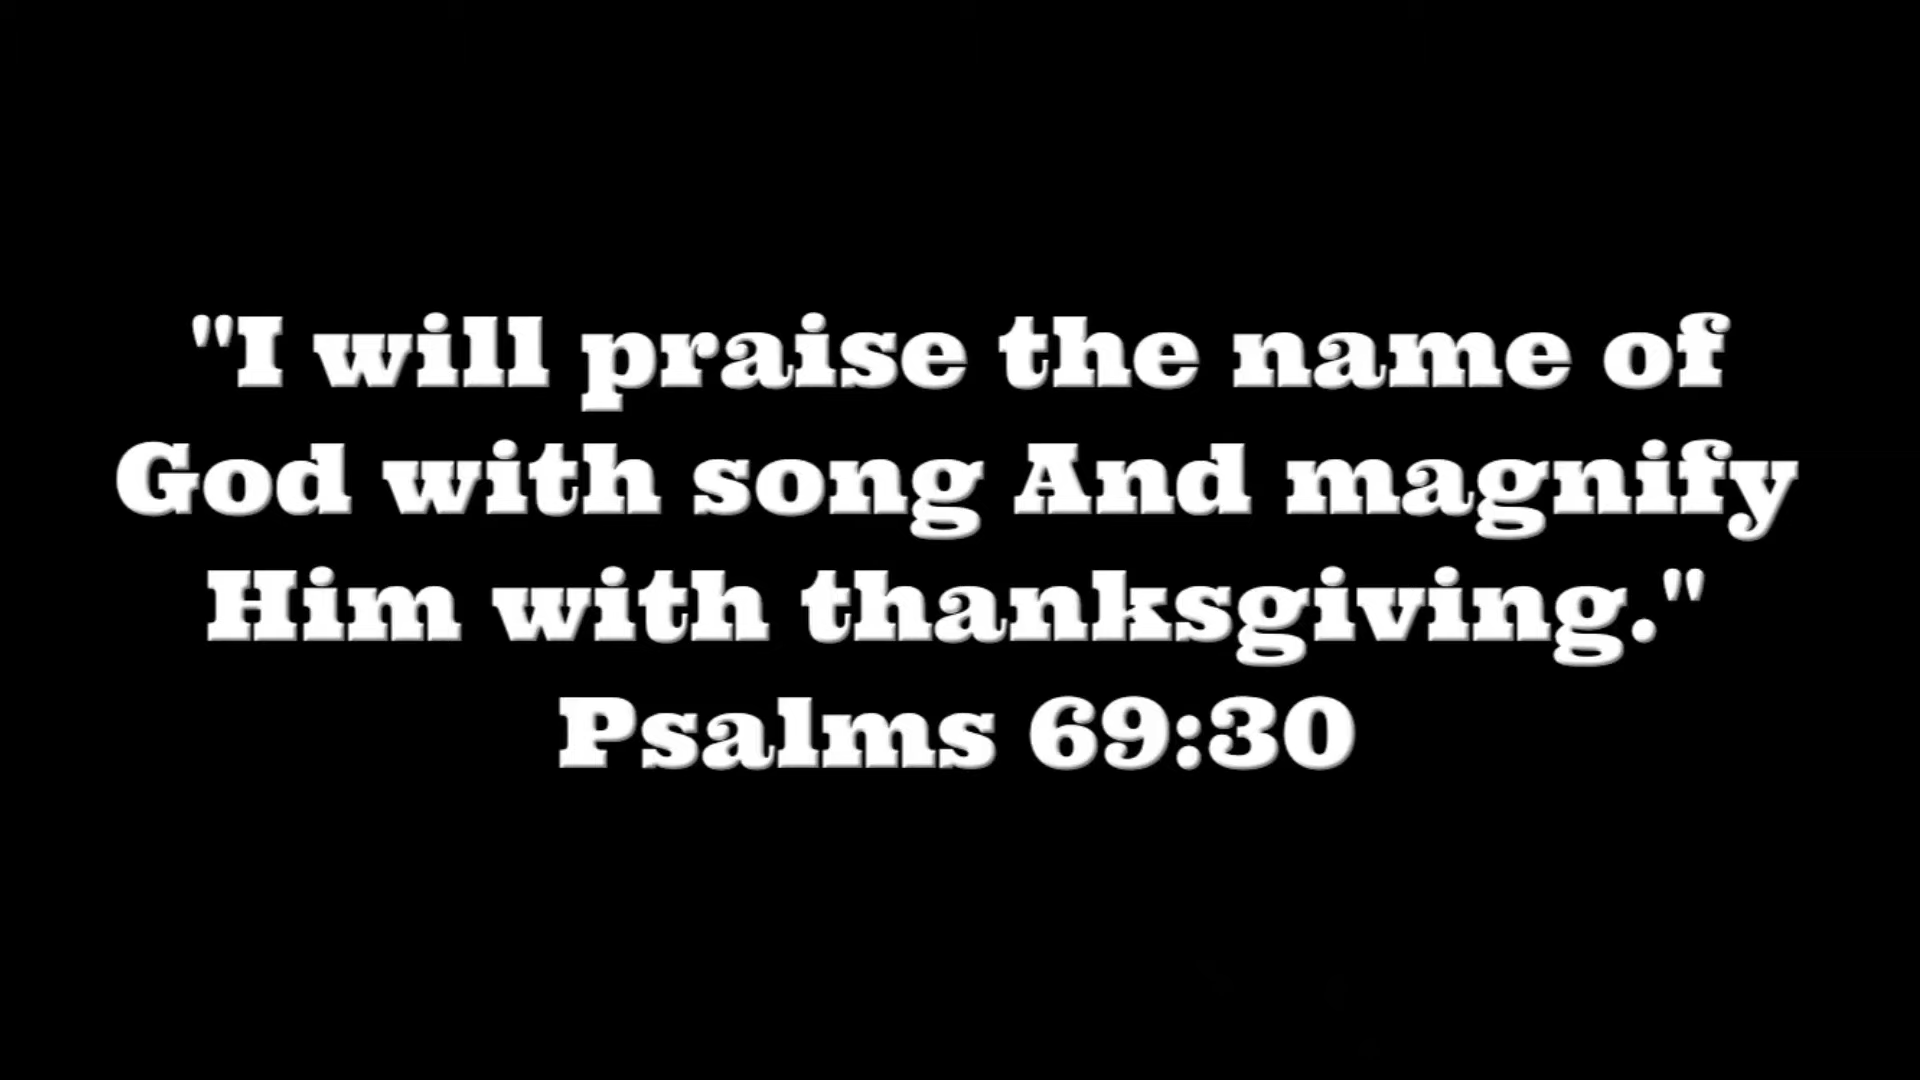 "I will praise the name of
God with song And magnify
Him with thanksgiving."
Psalms 69:30